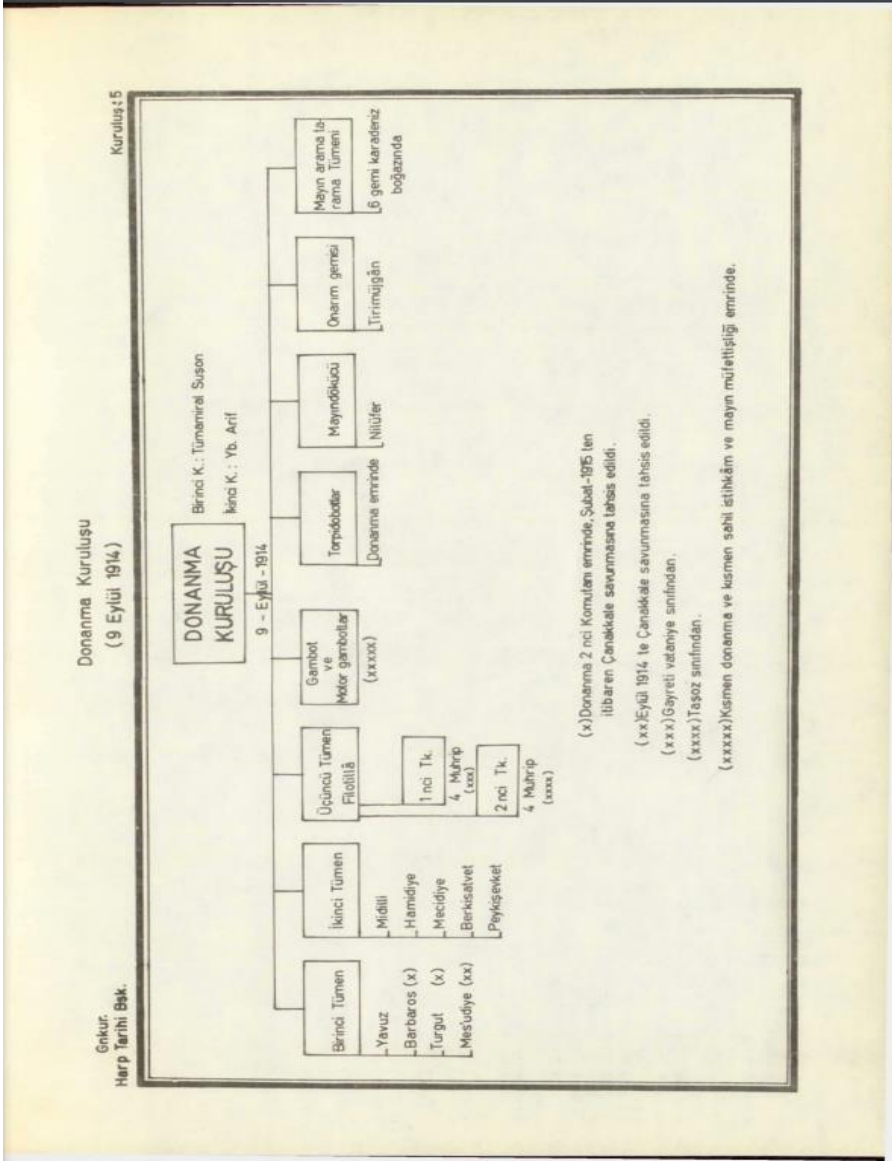 Gnkur.
Harp Tarihi Bşk.
Kuruluş: 5
Donanma Kuruluşu
(9 Eylül 1914)
DONANMA
KURULUŞU
Birinci K.: Tümamiral Suşon
İkinci K.: Yb. Arif
9 - Eylül - 1914
Birinci Tümen
Yavuz
Barbaros (x)
Turgut (x)
Mes'udiye (xx)
İkinci Tümen
Midilli
Hamidiye
Mecidiye
Berkisatvet
Peykişevket
Üçüncü Tümen
Filotillâ
1 nci Tk.
4 Muhrip
(xxx)
2 nci Tk.
4 Muhrip
(xxxx)
Gambot
ve
Motor gambotlar
(xxxxx)
Torpidobotlar
Donanma emrinde
Mayındökücü
Nilüfer
Onarım gemisi
Tirimüjgân
Mayın arama ta-
rama Tümeni
6 gemi karadeniz
boğazında
(x)Donanma 2 nci Komutanı emrinde, Şubat-1915 ten
itibaren Çanakkale savunmasına tahsis edildi.
(xx)Eylül 1914 te Çanakkale savunmasına tahsis edildi.
(xxx)Gayreti vataniye sınıfından.
(xxxx)Taşoz sınıfından.
(xxxxx)Kısmen donanma ve kısmen sahil istihkâm ve mayın müfettişliği emrinde.